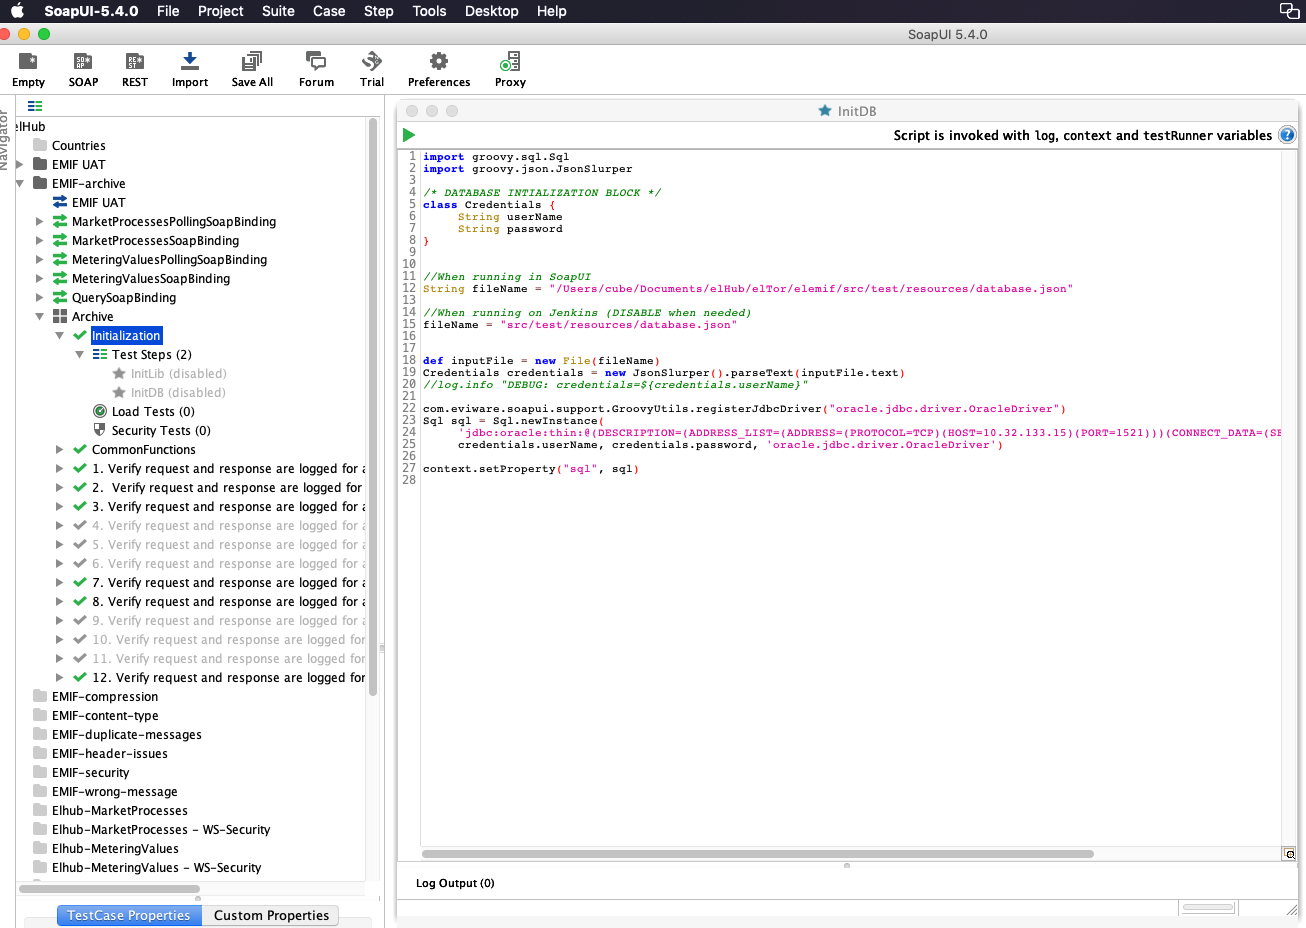 SoapUI-5.4.0 File Project Suite Case Step Tools Desktop Help
SoapUI 5.4.0
Empty SOAP REST Import Save All Forum Trial Preferences Proxy
Navigator
elHub
Countries
EMIF UAT
EMIF-archive
EMIF UAT
MarketProcessesPollingSoapBinding
MarketProcessesSoapBinding
MeteringValuesPollingSoapBinding
MeteringValuesSoapBinding
QuerySoapBinding
Archive
Initialization
Test Steps (2)
InitLib (disabled)
InitDB (disabled)
Load Tests (0)
Security Tests (0)
CommonFunctions
1. Verify request and response are logged for a
2.  Verify request and response are logged for
3. Verify request and response are logged for a
4. Verify request and response are logged for a
5. Verify request and response are logged for a
6. Verify request and response are logged for a
7. Verify request and response are logged for a
8. Verify request and response are logged for a
9. Verify request and response are logged for a
10. Verify request and response are logged for
11. Verify request and response are logged for
12. Verify request and response are logged for
EMIF-compression
EMIF-content-type
EMIF-duplicate-messages
EMIF-header-issues
EMIF-security
EMIF-wrong-message
Elhub-MarketProcesses
Elhub-MarketProcesses - WS-Security
Elhub-MeteringValues
Elhub-MeteringValues - WS-Security
TestCase Properties Custom Properties
InitDB
Script is invoked with log, context and testRunner variables ?
1 import groovy.sql.Sql
2 import groovy.json.JsonSlurper
3
4 /* DATABASE INTIALIZATION BLOCK */
5 class Credentials {
6 String userName
7 String password
8 }
9
10
11 //When running in SoapUI
12 String fileName = "/Users/cube/Documents/elHub/elTor/elemif/src/test/resources/database.json"
13
14 //When running on Jenkins (DISABLE when needed)
15 fileName = "src/test/resources/database.json"
16
17
18 def inputFile = new File(fileName)
19 Credentials credentials = new JsonSlurper().parseText(inputFile.text)
20 //log.info "DEBUG: credentials=${credentials.userName}"
21
22 com.eviware.soapui.support.GroovyUtils.registerJdbcDriver("oracle.jdbc.driver.OracleDriver")
23 Sql sql = Sql.newInstance(
24 'jdbc:oracle:thin:@(DESCRIPTION=(ADDRESS_LIST=(ADDRESS=(PROTOCOL=TCP)(HOST=10.32.133.15)(PORT=1521)))(CONNECT_DATA=(SE
25 credentials.userName, credentials.password, 'oracle.jdbc.driver.OracleDriver')
26
27 context.setProperty("sql", sql)
28
Log Output (0)